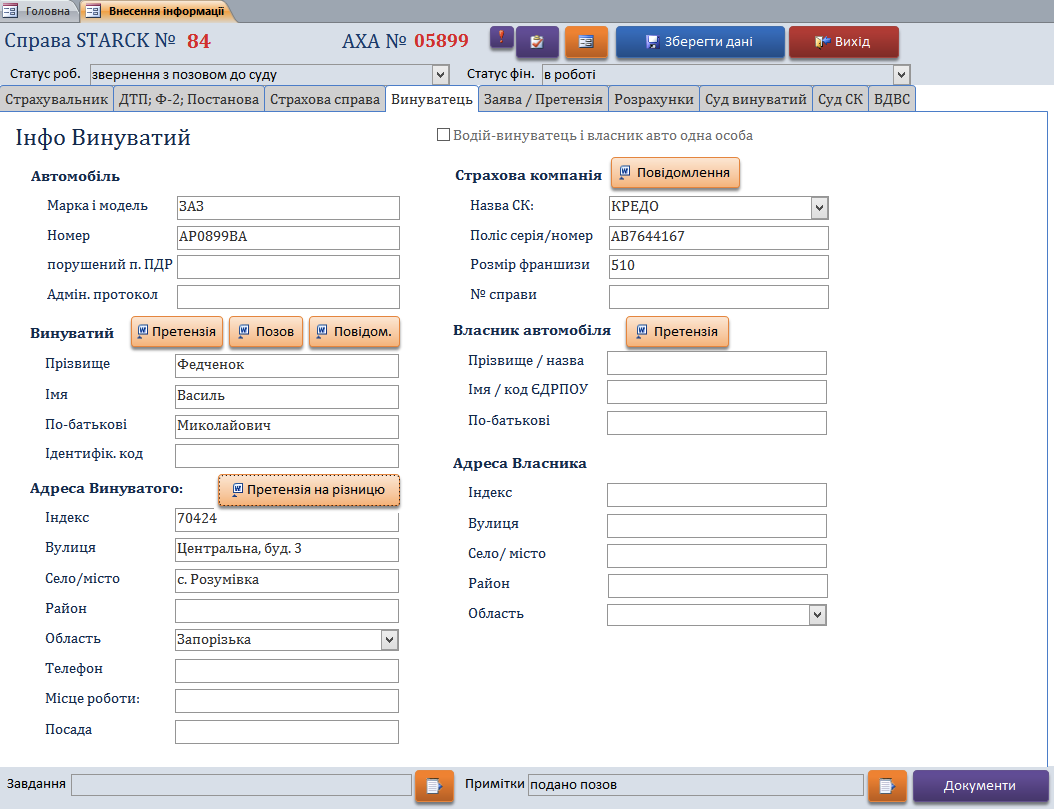 Головна Внесення інформації
Справа STARCK № 84 AXA № 05899 ! Зберегти дані Вихід
Статус роб. звернення з позовом до суду Статус фін. в роботі
Страхувальник ДТП; Ф-2; Постанова Страхова справа Винуватець Заява / Претензія Розрахунки Суд винуватий Суд СК ВДВС
Інфо Винуватий
Водій-винуватець і власник авто одна особа
Автомобіль
Марка і модель ЗАЗ
Номер АР0899ВА
порушений п. ПДР
Адмін. протокол
Страхова компанія Повідомлення
Назва СК: КРЕДО
Поліс серія/номер АВ7644167
Розмір франшизи 510
№ справи
Винуватий Претензія Позов Повідом.
Прізвище Федченок
Імя Василь
По-батькові Миколайович
Ідентифік. код
Власник автомобіля Претензія
Прізвище / назва
Імя / код ЄДРПОУ
По-батькові
Адреса Винуватого: Претензія на різницю
Індекс 70424
Вулиця Центральна, буд. 3
Село/місто с. Розумівка
Район
Область Запорізька
Телефон
Місце роботи:
Посада
Адреса Власника
Індекс
Вулиця
Село/ місто
Район
Область
Завдання Примітки подано позов Документи